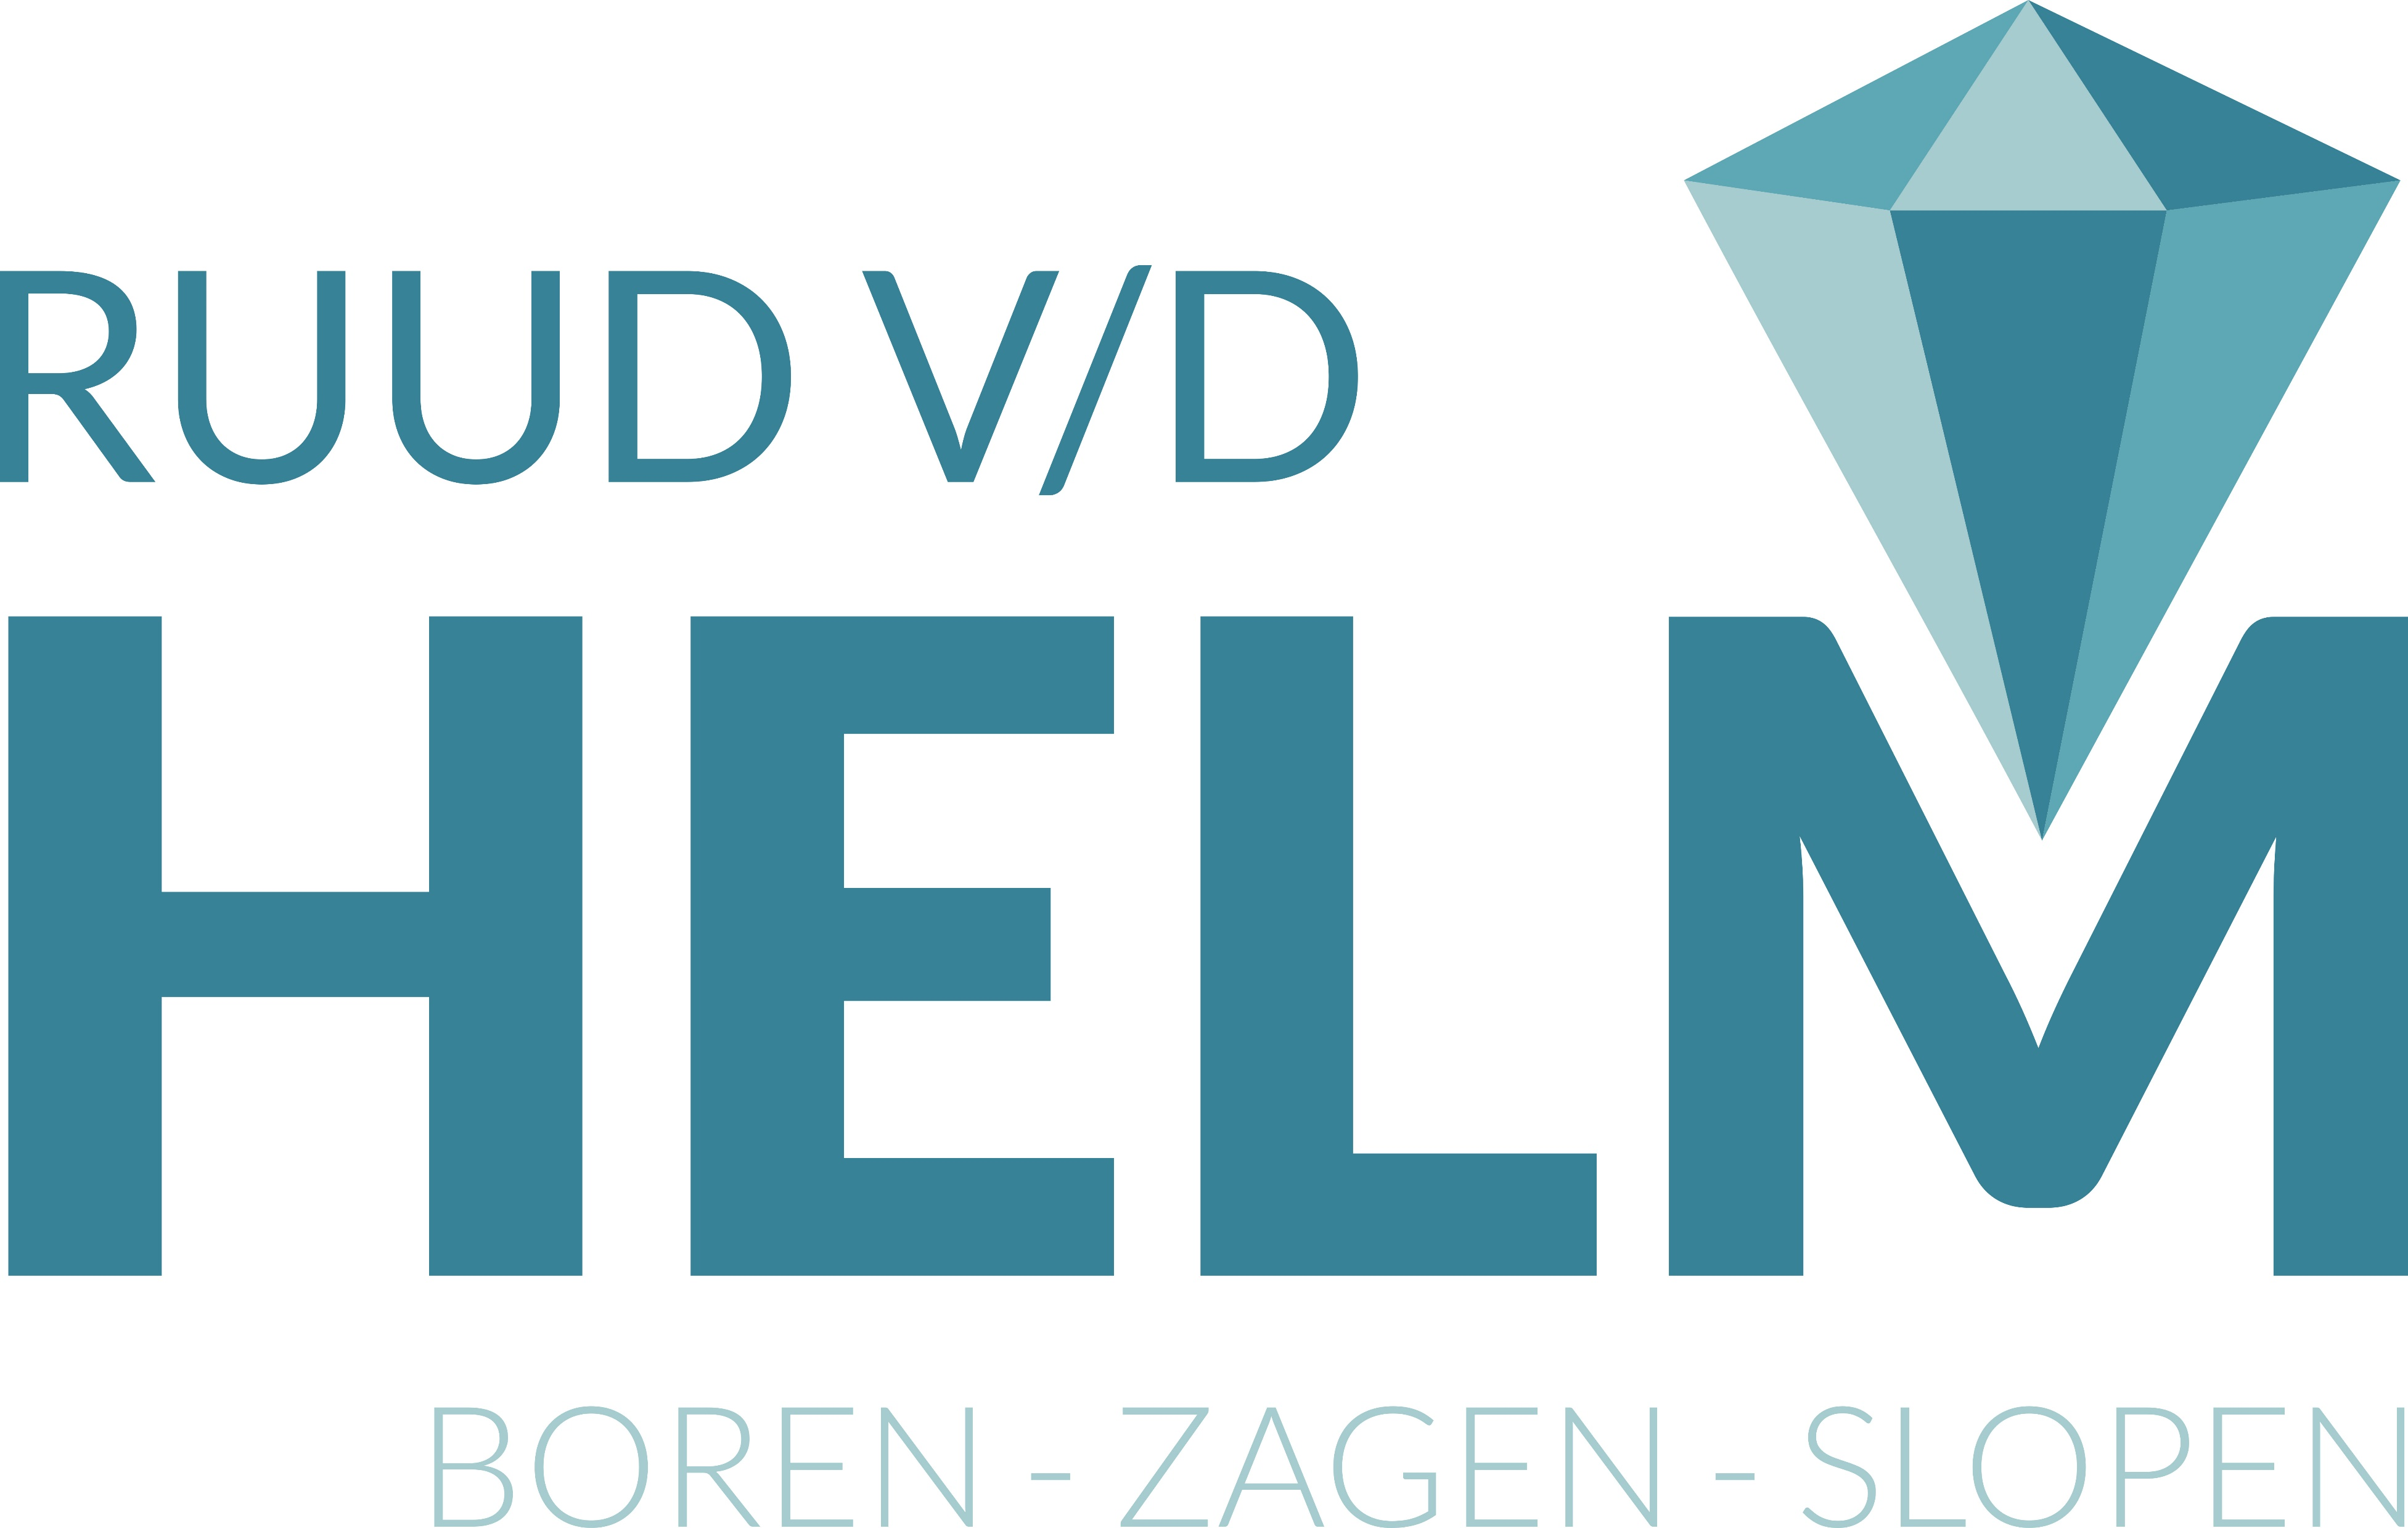 RUUD V/D
HELM
BOREN - ZAGEN - SLOPEN